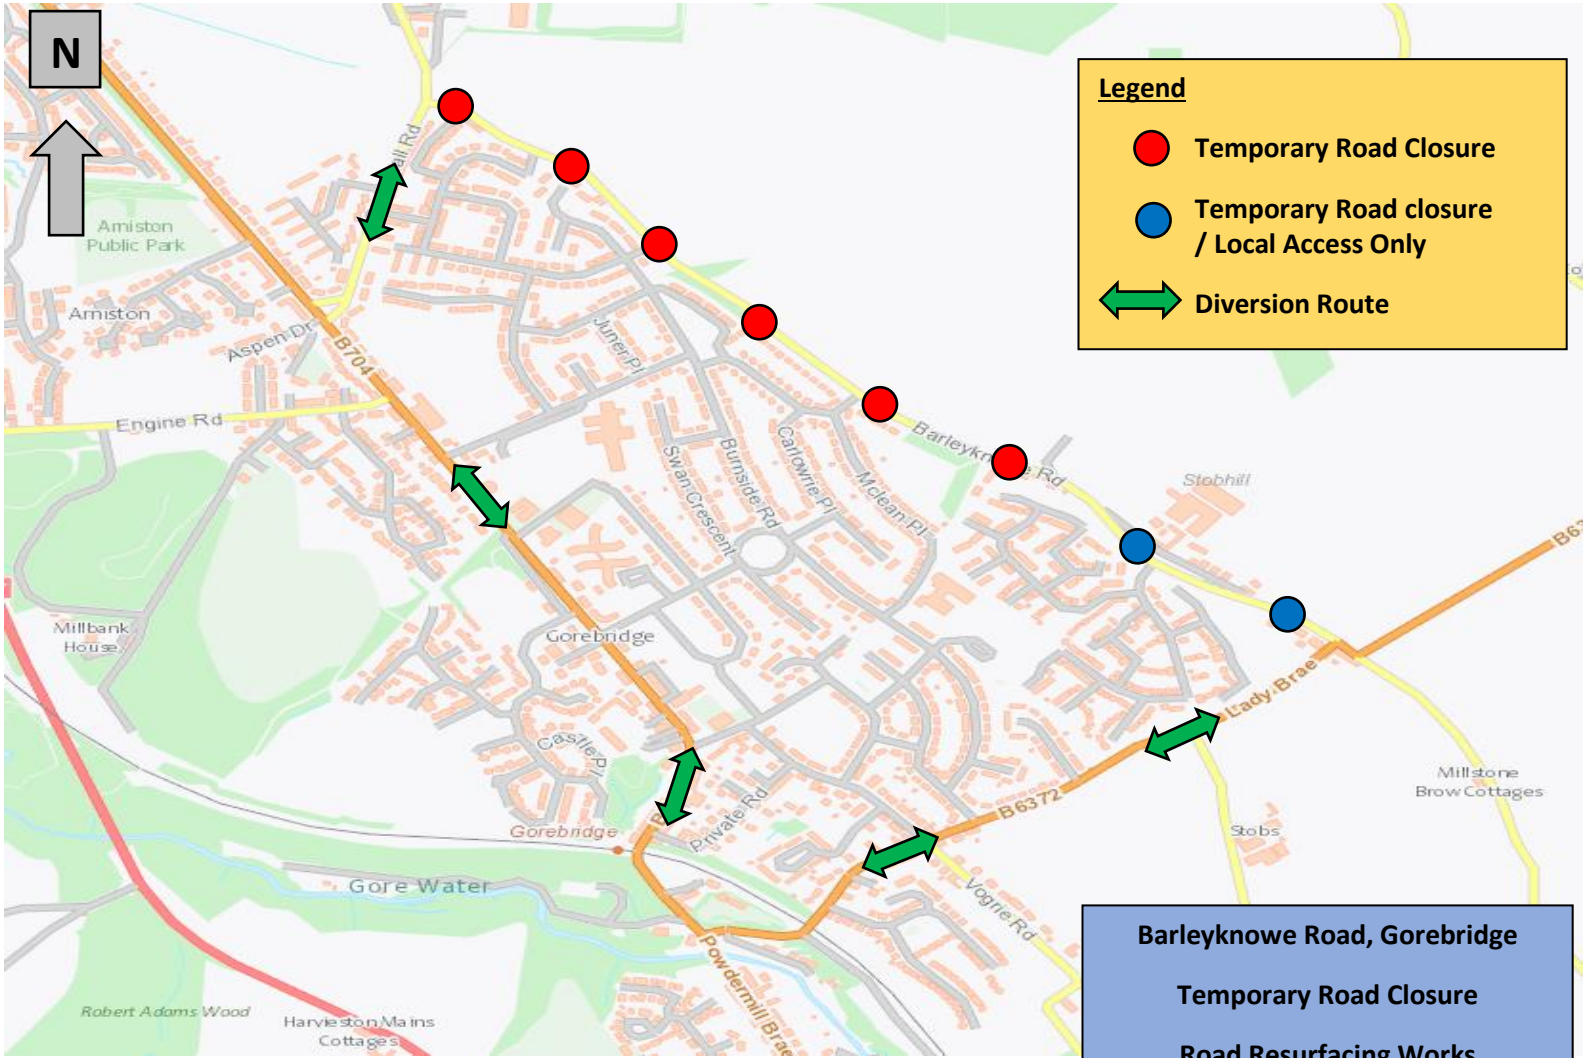 N
Legend
Temporary Road Closure
Temporary Road closure
/ Local Access Only
Diversion Route
Arniston
Public Park
Arniston
Aspen Dr
B704
Engine Rd
Juner Pl
Swan Crescent
Burnside Rd
Carlowrie Pl
Mclean Pl
Stobhill
Millbank
House
Gorebridge
Castle Pl
Private Rd
Gorebridge
Gore Water
B6372
Lady Brae
Millstone
Brow Cottages
Stobs
Vogrie Rd
Powdermill Brae
Robert Adams Wood
Harvieston Mains
Cottages
Barleyknowe Road, Gorebridge
Temporary Road Closure
Road Resurfacing Works